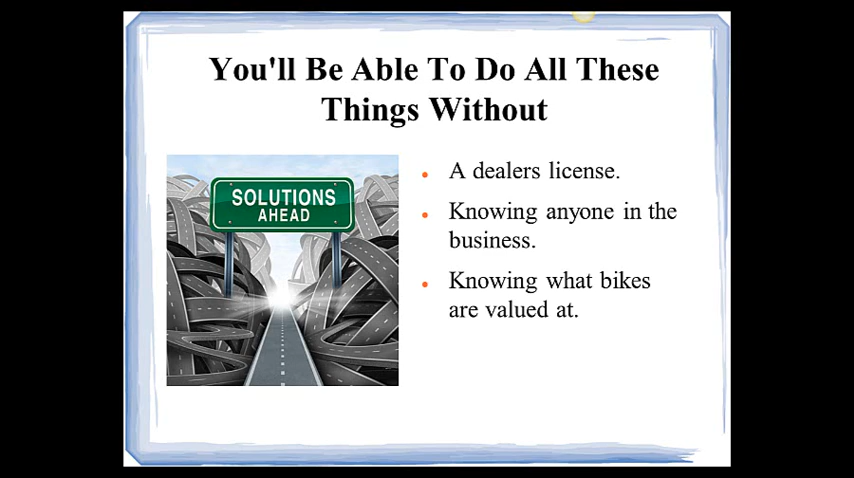 You'll Be Able To Do All These
Things Without
SOLUTIONS
AHEAD
A dealers license.
Knowing anyone in the
business.
Knowing what bikes
are valued at.